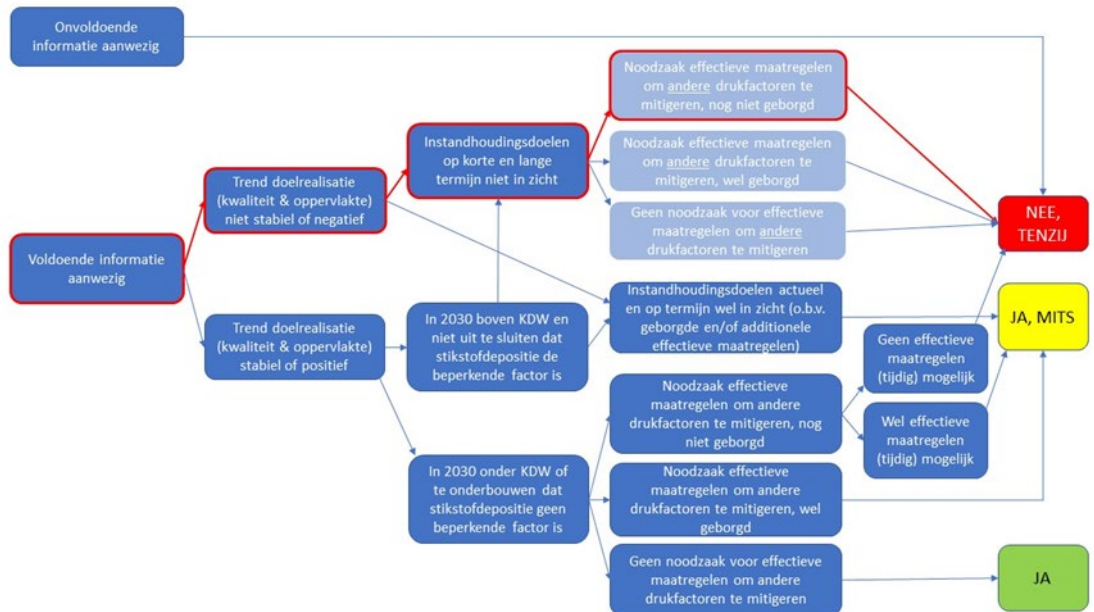 Onvoldoende
informatie aanwezig
Voldoende informatie
aanwezig
Trend doelrealisatie
(kwaliteit & oppervlakte)
niet stabiel of negatief
Trend doelrealisatie
(kwaliteit & oppervlakte)
stabiel of positief
Instandhoudingsdoelen
op korte en lange
termijn niet in zicht
In 2030 boven KDW en
niet uit te sluiten dat
stikstofdepositie de
beperkende factor is
In 2030 onder KDW of
te onderbouwen dat
stikstofdepositie geen
beperkende factor is
Noodzaak effectieve maatregelen
om andere drukfactoren te
mitigeren, nog niet geborgd
Noodzaak effectieve maatregelen
om andere drukfactoren te
mitigeren, wel geborgd
Geen noodzaak voor effectieve
maatregelen om andere
drukfactoren te mitigeren
Instandhoudingsdoelen actueel
en op termijn wel in zicht (o.b.v.
geborgde en/of additionele
effectieve maatregelen)
Noodzaak effectieve
maatregelen om andere
drukfactoren te mitigeren, nog
niet geborgd
Noodzaak effectieve
maatregelen om andere
drukfactoren te mitigeren, wel
geborgd
Geen noodzaak voor effectieve
maatregelen om andere
drukfactoren te mitigeren
Geen effectieve
maatregelen
(tijdig) mogelijk
Wel effectieve
maatregelen
(tijdig) mogelijk
NEE,
TENZIJ
JA, MITS
JA